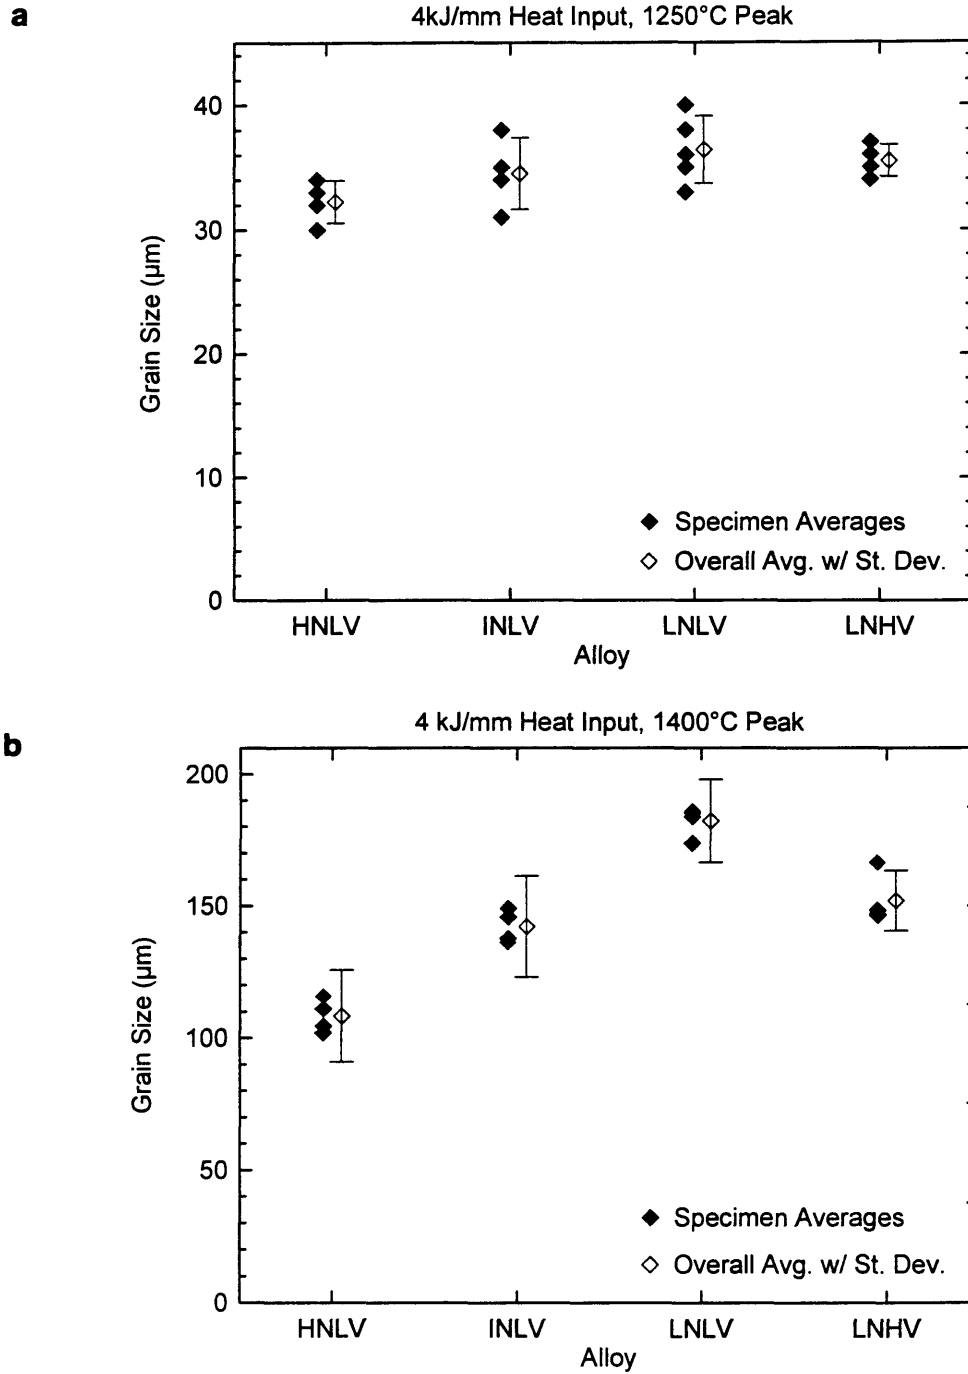 a
4kJ/mm Heat Input, 1250°C Peak
40
30
20
10
0
Grain Size (µm)
Specimen Averages
Overall Avg. w/ St. Dev.
HNLV INLV LNLV LNHV
Alloy
b
4 kJ/mm Heat Input, 1400°C Peak
200
150
100
50
0
Grain Size (µm)
Specimen Averages
Overall Avg. w/ St. Dev.
HNLV INLV LNLV LNHV
Alloy